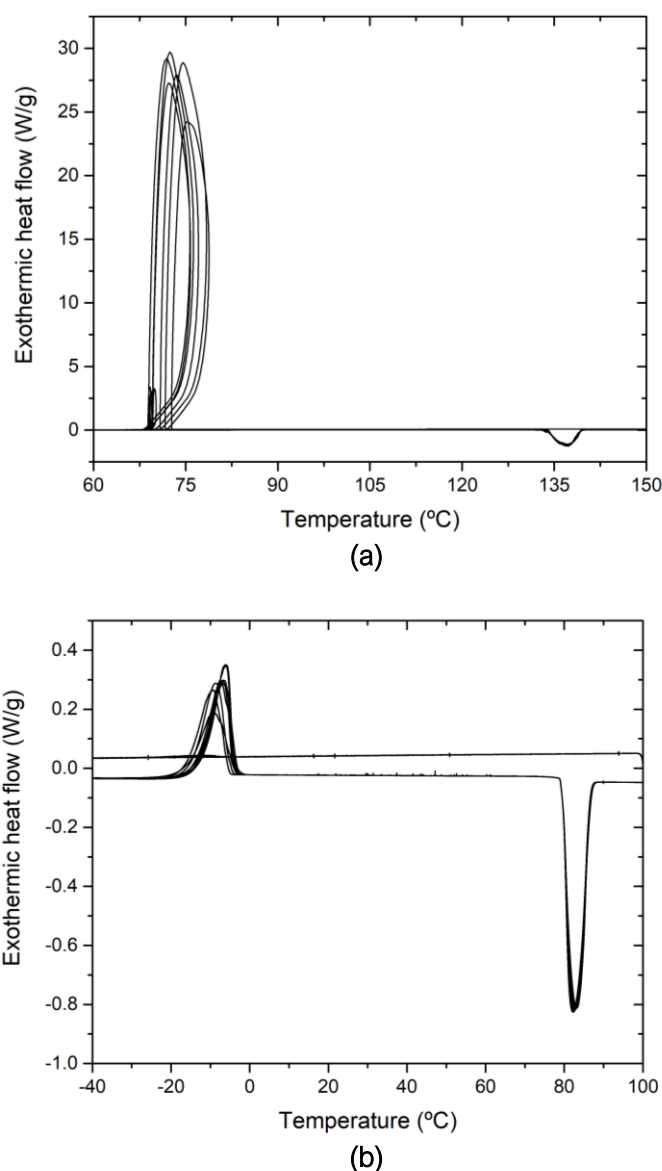 Exothermic heat flow (W/g)
30
25
20
15
10
5
0
60 75 90 105 120 135 150
Temperature (ºC)
(a)
Exothermic heat flow (W/g)
0.4
0.2
0.0
-0.2
-0.4
-0.6
-0.8
-1.0
-40 -20 0 20 40 60 80 100
Temperature (ºC)
(b)